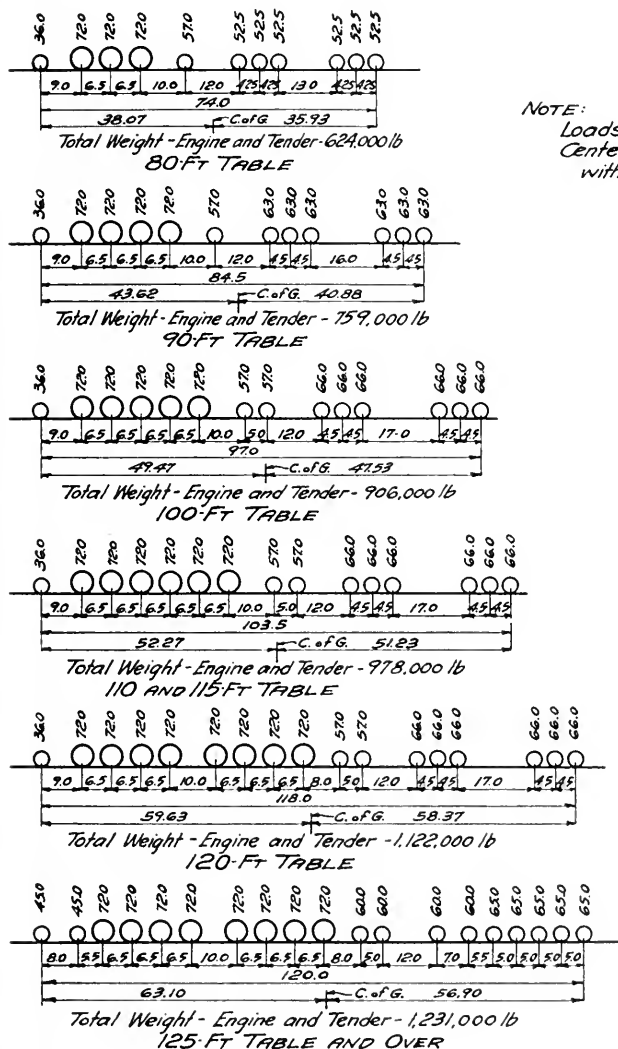 36.0 72.0 72.0 72.0 57.0 52.5 52.5 52.5 52.5 52.5 52.5
9.0 6.5 6.5 10.0 12.0 4.25 4.25 13.0 4.25 4.25
74.0
38.07 C. of G. 35.93
Total Weight - Engine and Tender - 624,000 lb
80-FT TABLE
NOTE:
Loads
Cente
with
36.0 72.0 72.0 72.0 72.0 57.0 63.0 63.0 63.0 63.0 63.0 63.0
9.0 6.5 6.5 6.5 10.0 12.0 4.5 4.5 16.0 4.5 4.5
84.5
43.62 C. of G. 40.88
Total Weight - Engine and Tender - 759,000 lb
90-FT TABLE
36.0 72.0 72.0 72.0 72.0 72.0 57.0 57.0 66.0 66.0 66.0 66.0 66.0 66.0
9.0 6.5 6.5 6.5 6.5 10.0 5.0 12.0 4.5 4.5 17.0 4.5 4.5
97.0
49.47 C. of G. 47.53
Total Weight - Engine and Tender - 906,000 lb
100-FT TABLE
36.0 72.0 72.0 72.0 72.0 72.0 72.0 57.0 57.0 66.0 66.0 66.0 66.0 66.0 66.0
9.0 6.5 6.5 6.5 6.5 6.5 10.0 5.0 12.0 4.5 4.5 17.0 4.5 4.5
103.5
52.27 C. of G. 51.23
Total Weight - Engine and Tender - 978,000 lb
110 AND 115-FT TABLE
36.0 72.0 72.0 72.0 72.0 72.0 72.0 72.0 72.0 57.0 57.0 66.0 66.0 66.0 66.0 66.0 66.0
9.0 6.5 6.5 6.5 10.0 6.5 6.5 6.5 8.0 5.0 12.0 4.5 4.5 17.0 4.5 4.5
118.0
59.63 C. of G. 58.37
Total Weight - Engine and Tender - 1,122,000 lb
120-FT TABLE
45.0 45.0 72.0 72.0 72.0 72.0 72.0 72.0 72.0 72.0 60.0 60.0 60.0 60.0 65.0 65.0 65.0 65.0 65.0
8.0 5.5 6.5 6.5 6.5 10.0 6.5 6.5 6.5 8.0 5.0 12.0 7.0 5.5 5.0 5.0 5.0 5.0
120.0
63.10 C. of G. 56.90
Total Weight - Engine and Tender - 1,231,000 lb
125-FT TABLE AND OVER